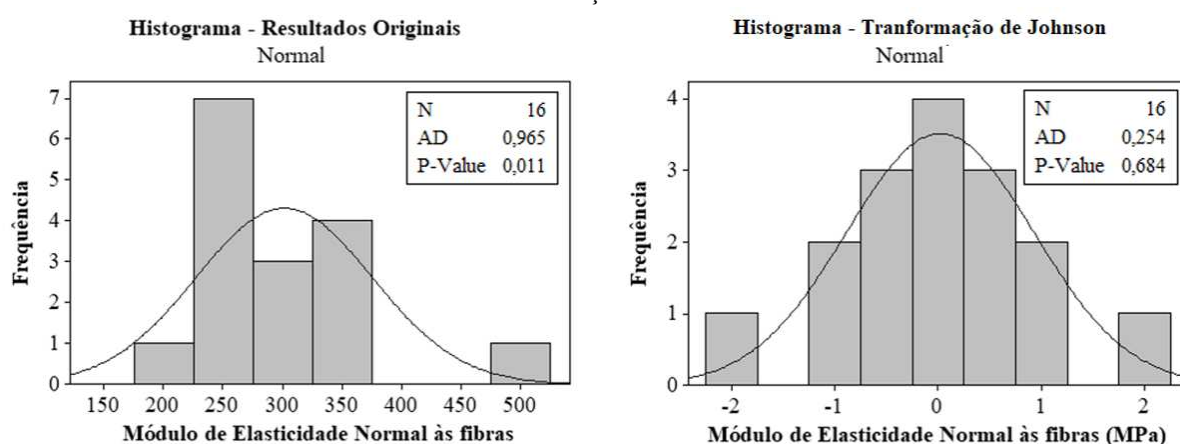 Histograma - Resultados Originais
Normal
7
6
5
4
3
2
1
0
Frequência
N 16
AD 0,965
P-Value 0,011
150 200 250 300 350 400 450 500
Módulo de Elasticidade Normal às fibras
Histograma - Tranformação de Johnson
Normal
4
3
2
1
0
Frequência
N 16
AD 0,254
P-Value 0,684
-2 -1 0 1 2
Módulo de Elasticidade Normal às fibras (MPa)